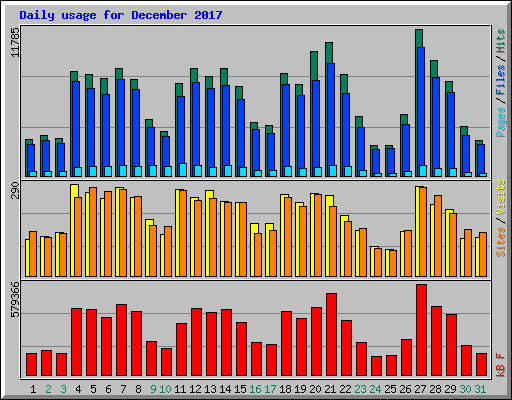 Daily usage for December 2017
11785
Pages / Files / Hits
290
Sites / Visits
579366
kB F
1 2 3 4 5 6 7 8 9 10 11 12 13 14 15 16 17 18 19 20 21 22 23 24 25 26 27 28 29 30 31